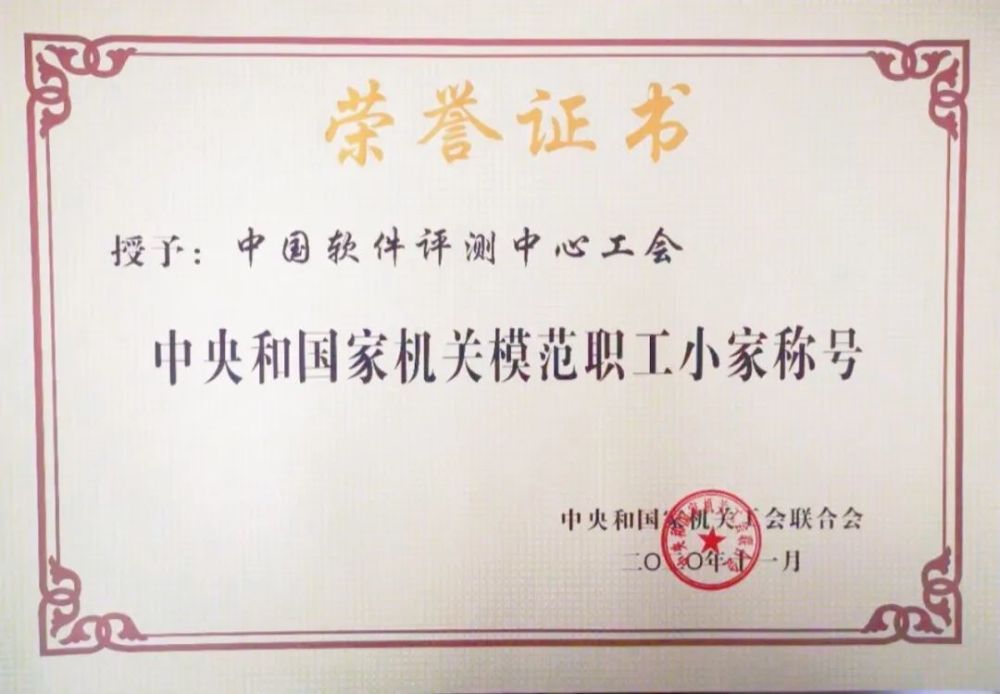 荣誉证书
授予：中国软件评测中心工会
中央和国家机关模范职工小家称号
中央和国家机关工会联合会
二〇二〇年十一月